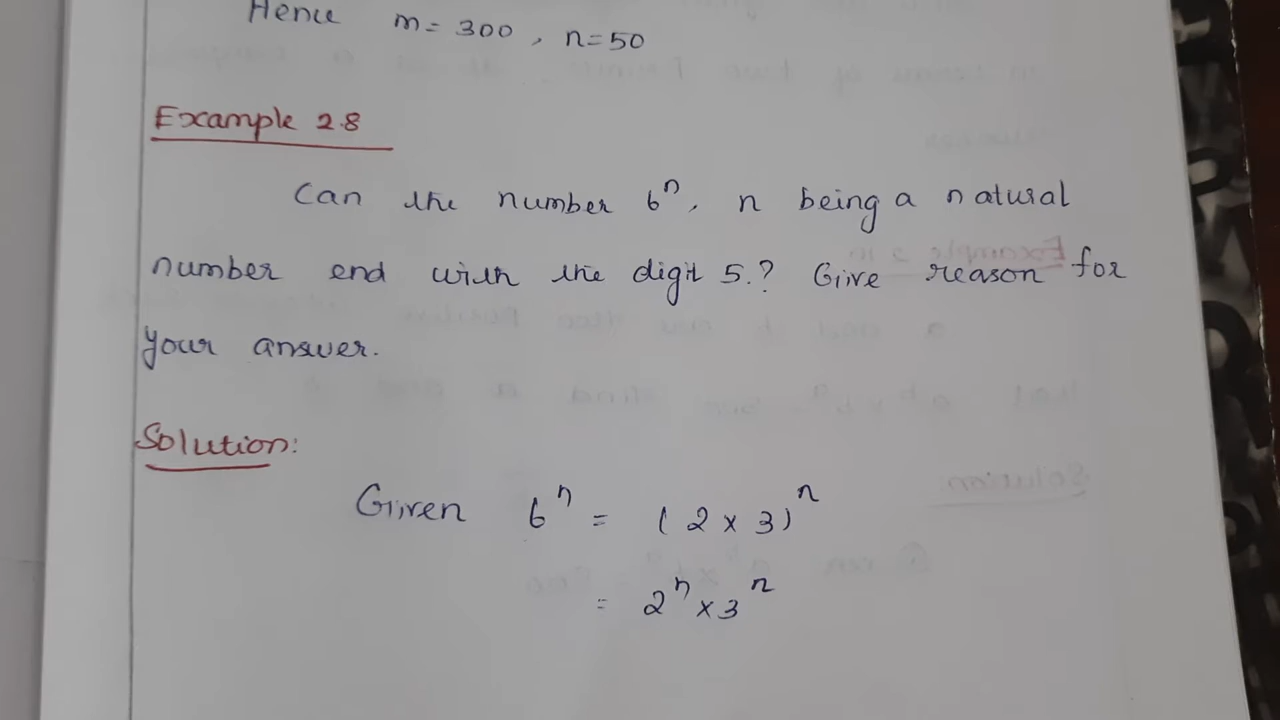 Hence m = 300, n = 50
Example 2.8
Can the number 6ⁿ, n being a natural
number end with the digit 5.? Give reason for
your answer.
Solution:
Given 6ⁿ = (2 x 3)ⁿ
= 2ⁿ x 3ⁿ